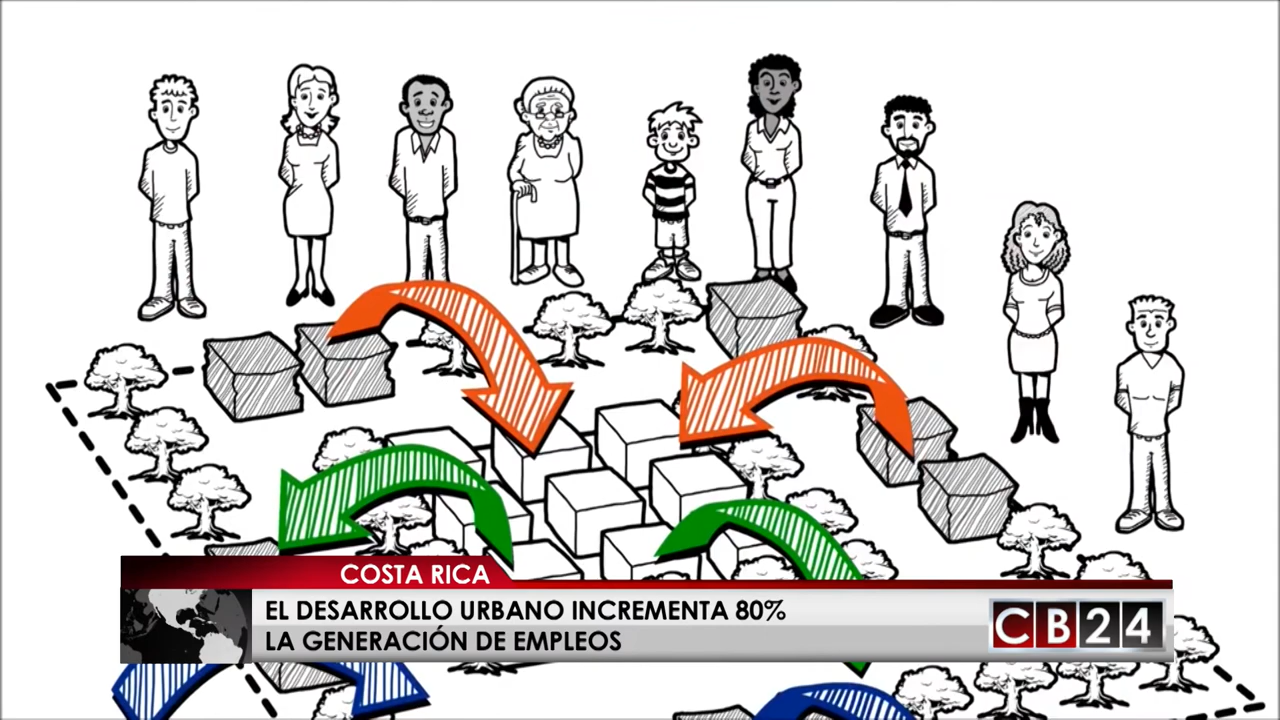 COSTA RICA
EL DESARROLLO URBANO INCREMENTA 80%
LA GENERACIÓN DE EMPLEOS
CB24